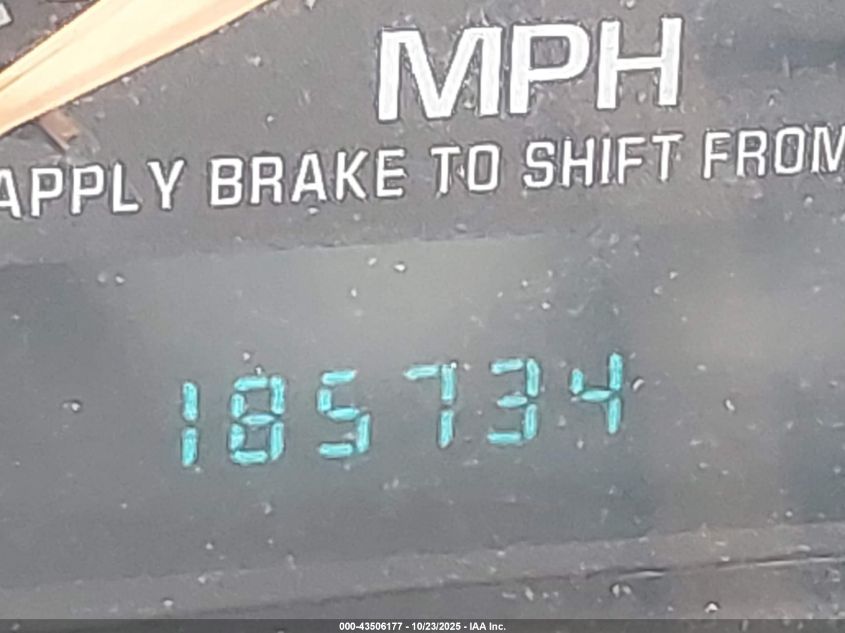 MPH
APPLY BRAKE TO SHIFT FROM
185734
000-43506177 - 10/23/2025 - IAA Inc.